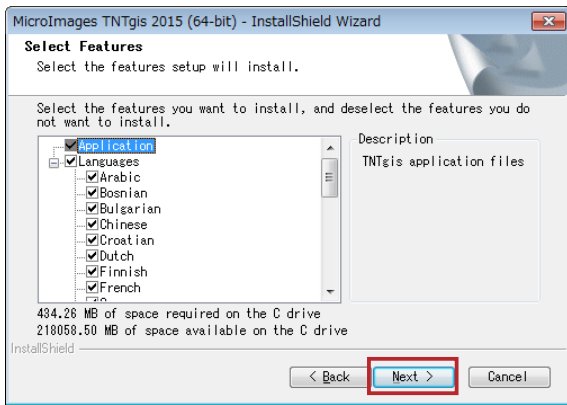 MicroImages TNTgis 2015 (64-bit) - InstallShield Wizard
Select Features
Select the features setup will install.
Select the features you want to install, and deselect the features you do
not want to install.
Application
Languages
Arabic
Bosnian
Bulgarian
Chinese
Croatian
Dutch
Finnish
French
Description
TNTgis application files
434.26 MB of space required on the C drive
218058.50 MB of space available on the C drive
InstallShield
< Back
Next >
Cancel